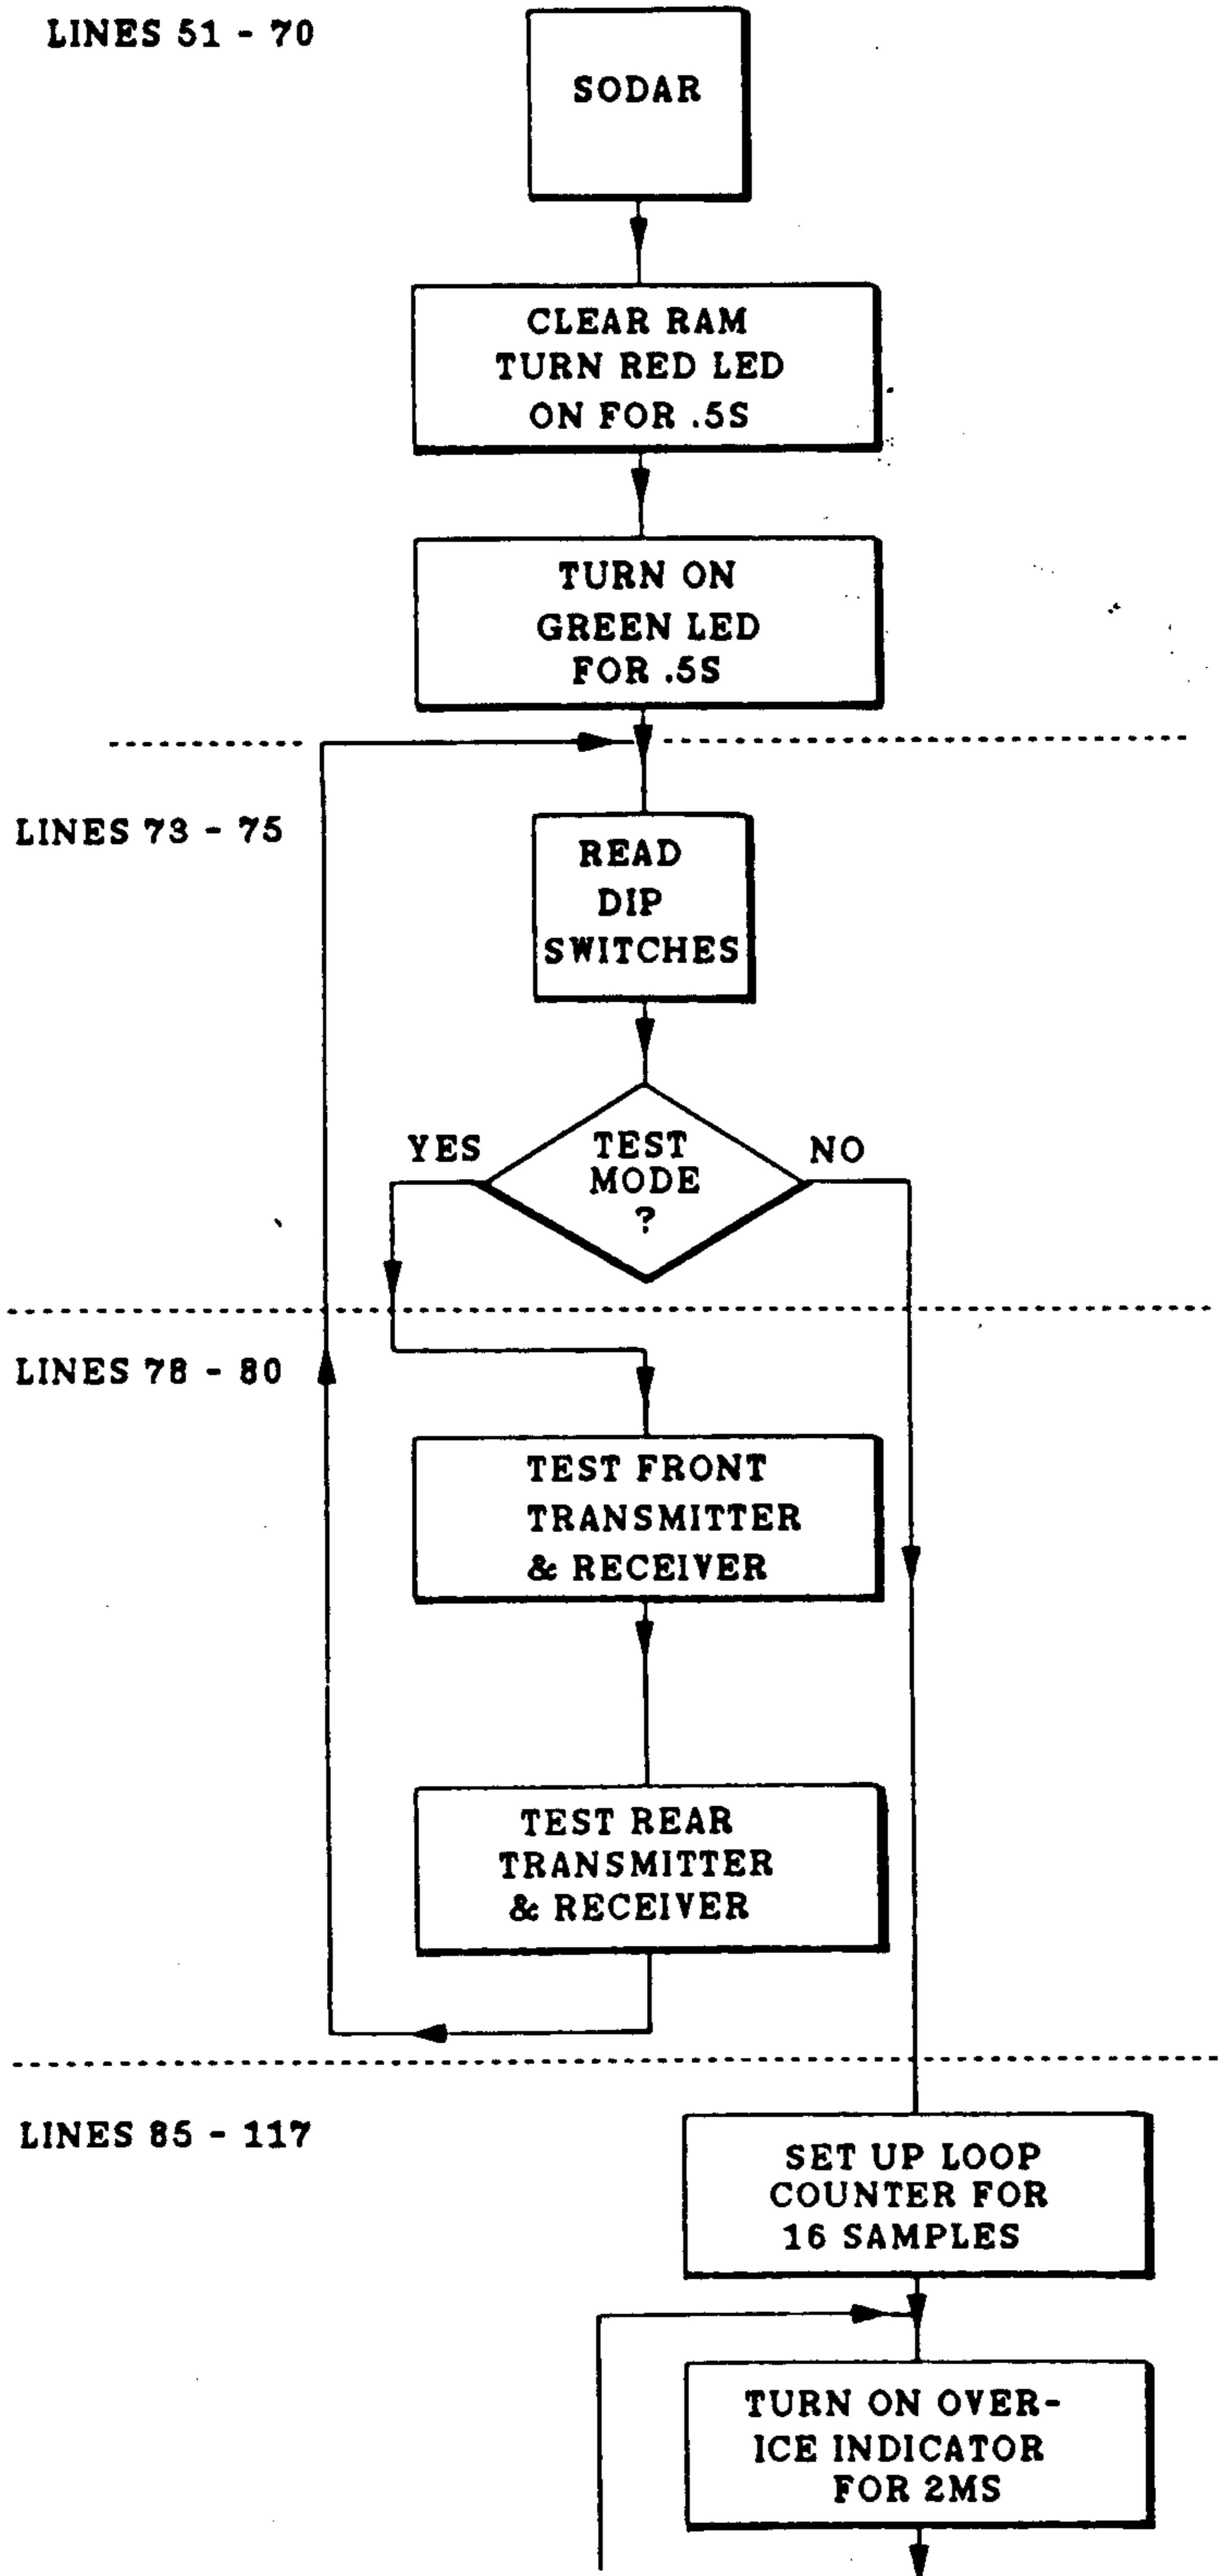 LINES 51 - 70
SODAR
CLEAR RAM
TURN RED LED
ON FOR .5S
TURN ON
GREEN LED
FOR .5S
LINES 73 - 75
READ
DIP
SWITCHES
YES
TEST
MODE
?
NO
LINES 78 - 80
TEST FRONT
TRANSMITTER
& RECEIVER
TEST REAR
TRANSMITTER
& RECEIVER
LINES 85 - 117
SET UP LOOP
COUNTER FOR
16 SAMPLES
TURN ON OVER-
ICE INDICATOR
FOR 2MS